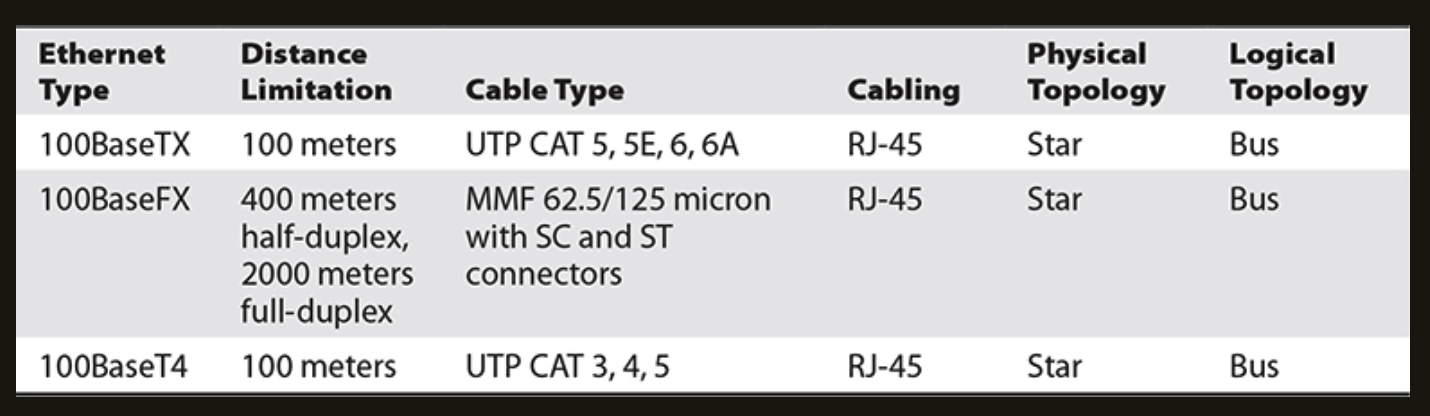 Ethernet Type Distance Limitation Cable Type Cabling Physical Topology Logical Topology
100BaseTX 100 meters UTP CAT 5, 5E, 6, 6A RJ-45 Star Bus
100BaseFX 400 meters half-duplex, 2000 meters full-duplex MMF 62.5/125 micron with SC and ST connectors RJ-45 Star Bus
100BaseT4 100 meters UTP CAT 3, 4, 5 RJ-45 Star Bus